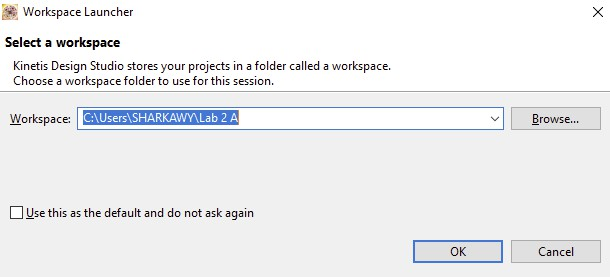 Workspace Launcher
Select a workspace
Kinetis Design Studio stores your projects in a folder called a workspace.
Choose a workspace folder to use for this session.
Workspace: C:\Users\SHARKAWY\Lab 2 A Browse...
Use this as the default and do not ask again
OK Cancel